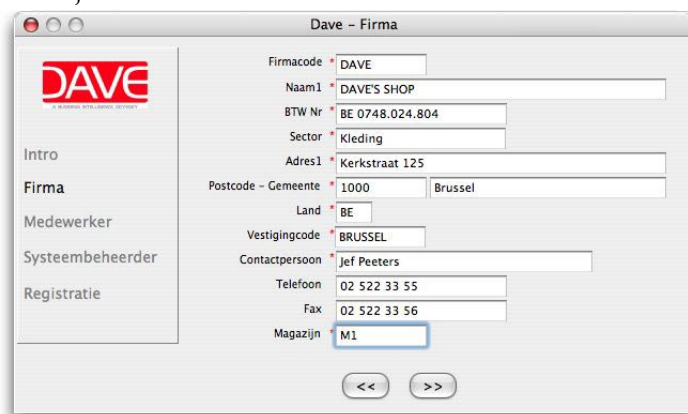 Dave – Firma
DAVE
A BUSINESS INTELLIGENCE ODYSSEY
Intro
Firma
Medewerker
Systeembeheerder
Registratie
Firmacode * DAVE
Naam1 * DAVE'S SHOP
BTW Nr * BE 0748.024.804
Sector * Kleding
Adres1 * Kerkstraat 125
Postcode – Gemeente * 1000 Brussel
Land * BE
Vestigingcode * BRUSSEL
Contactpersoon * Jef Peeters
Telefoon 02 522 33 55
Fax 02 522 33 56
Magazijn * M1
<< >>